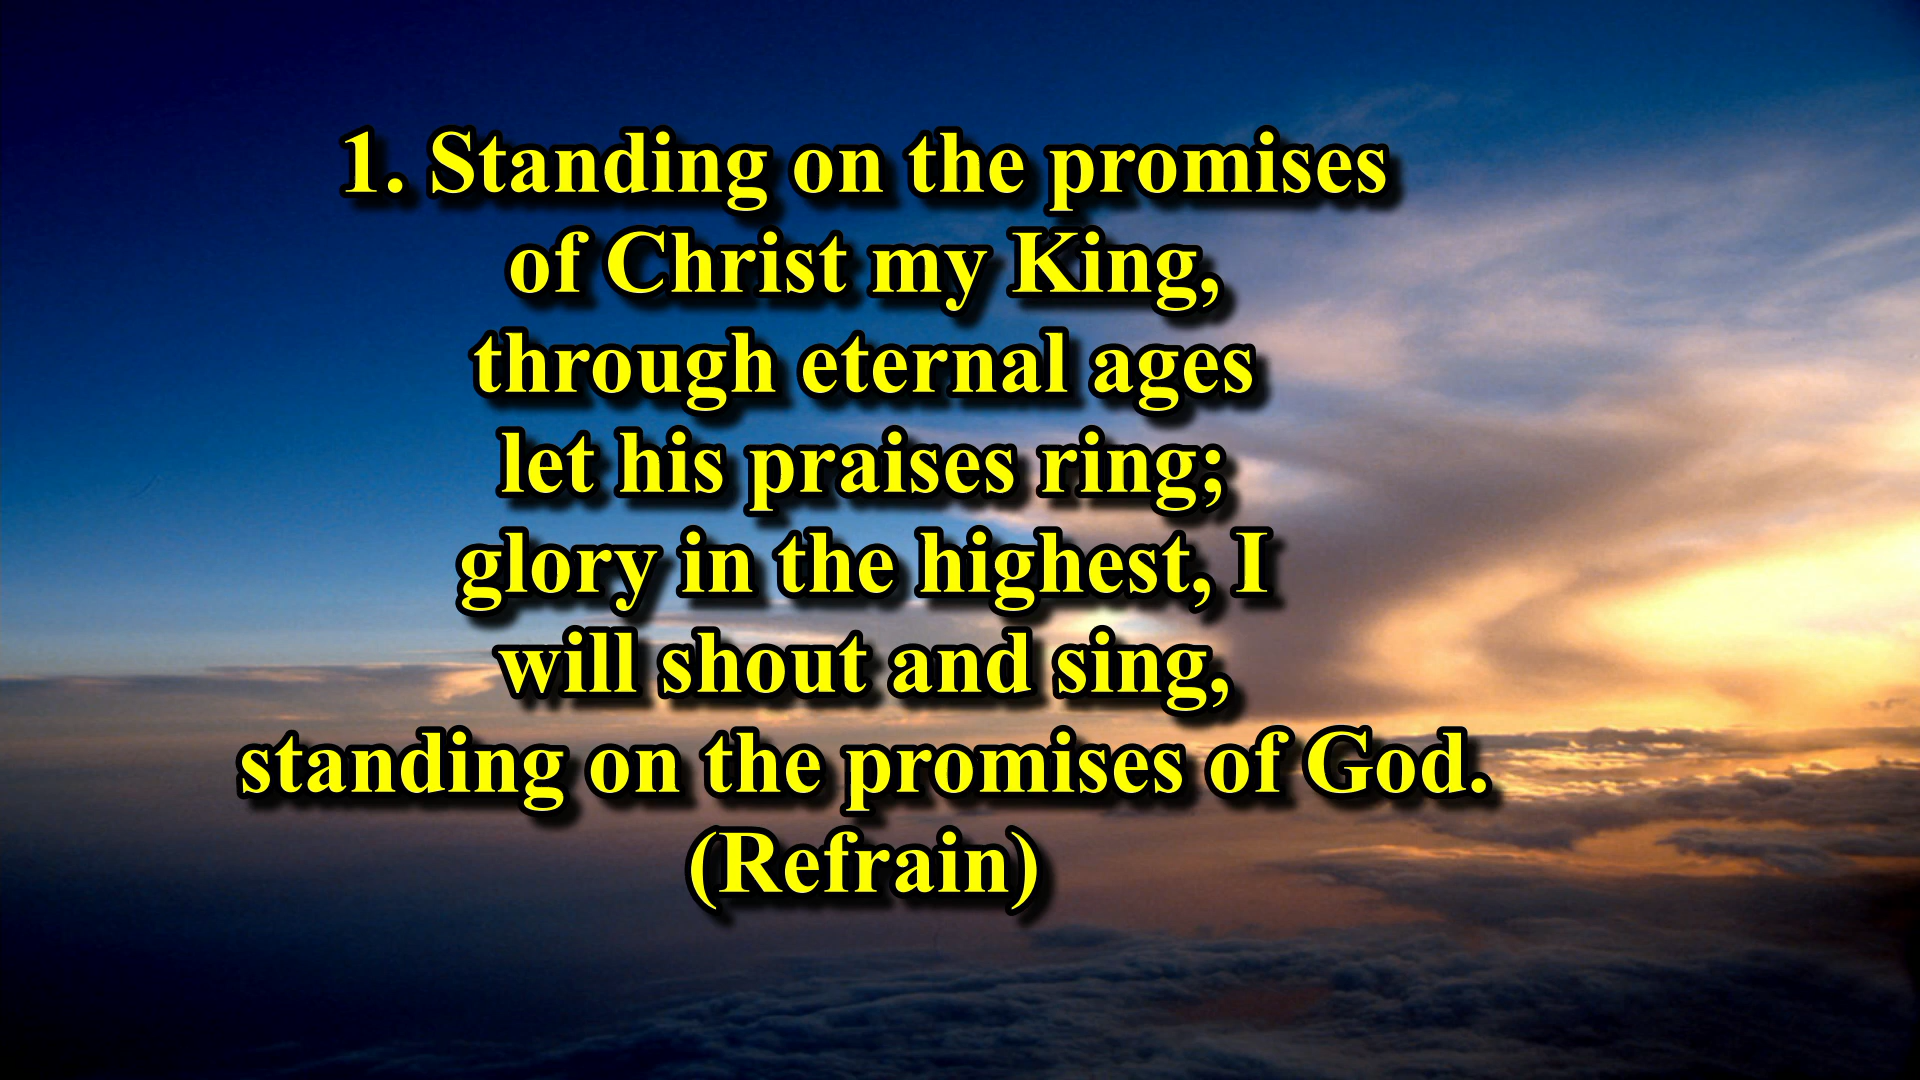 1. Standing on the promises
of Christ my King,
through eternal ages
let his praises ring;
glory in the highest, I
will shout and sing,
standing on the promises of God.
(Refrain)